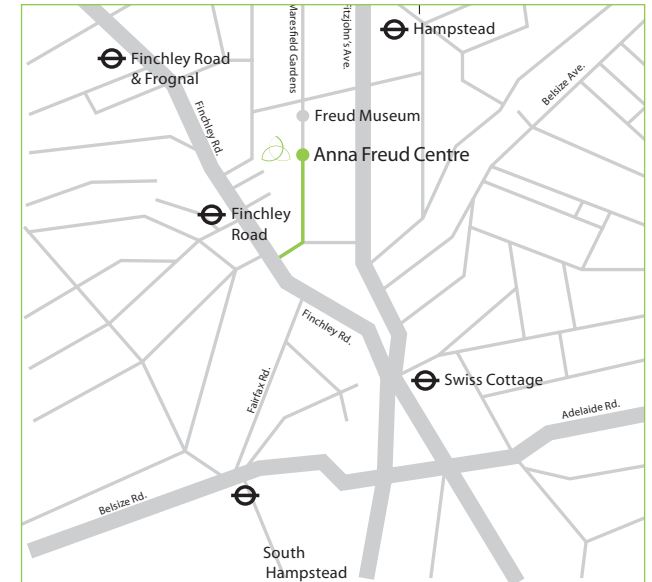 Maresfield Gardens
Fitzjohn's Ave.
Hampstead
Finchley Road
& Frognal
Belsize Ave.
Finchley Rd.
Freud Museum
Anna Freud Centre
Finchley
Road
Finchley Rd.
Fairfax Rd.
Swiss Cottage
Adelaide Rd.
Belsize Rd.
South
Hampstead